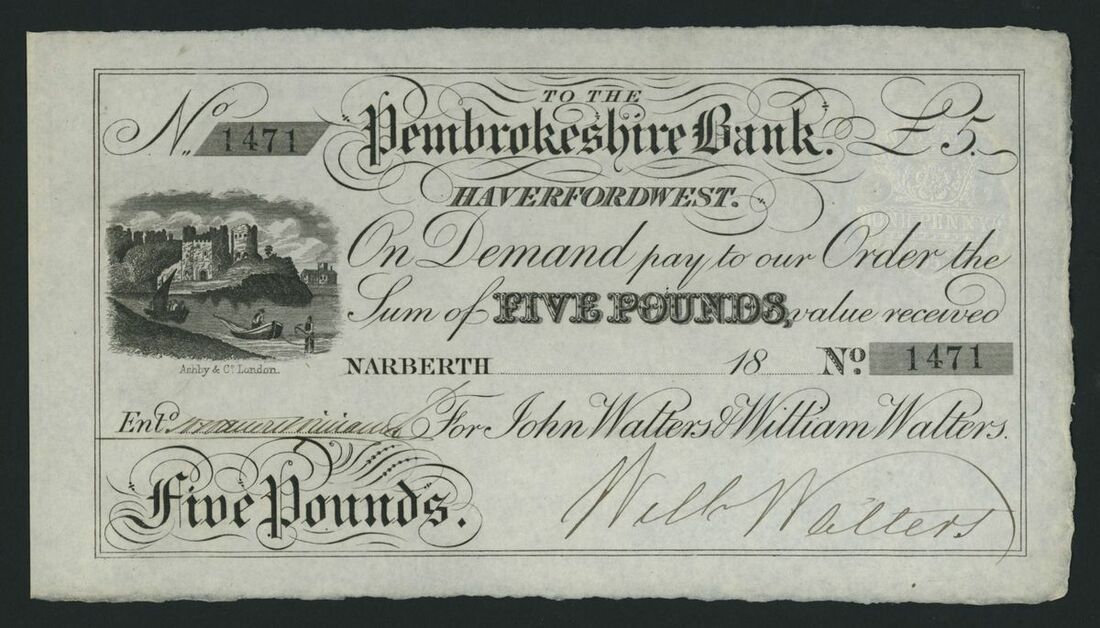 TO THE
No. 1471 Pembrokeshire Bank. £5.
HAVERFORDWEST.
On Demand pay to our Order the
Sum of FIVE POUNDS, value received
Ashby & Co. London.
NARBERTH 18 No. 1471
Entd. For John Walters & William Walters.
Five Pounds.
Willm Walters